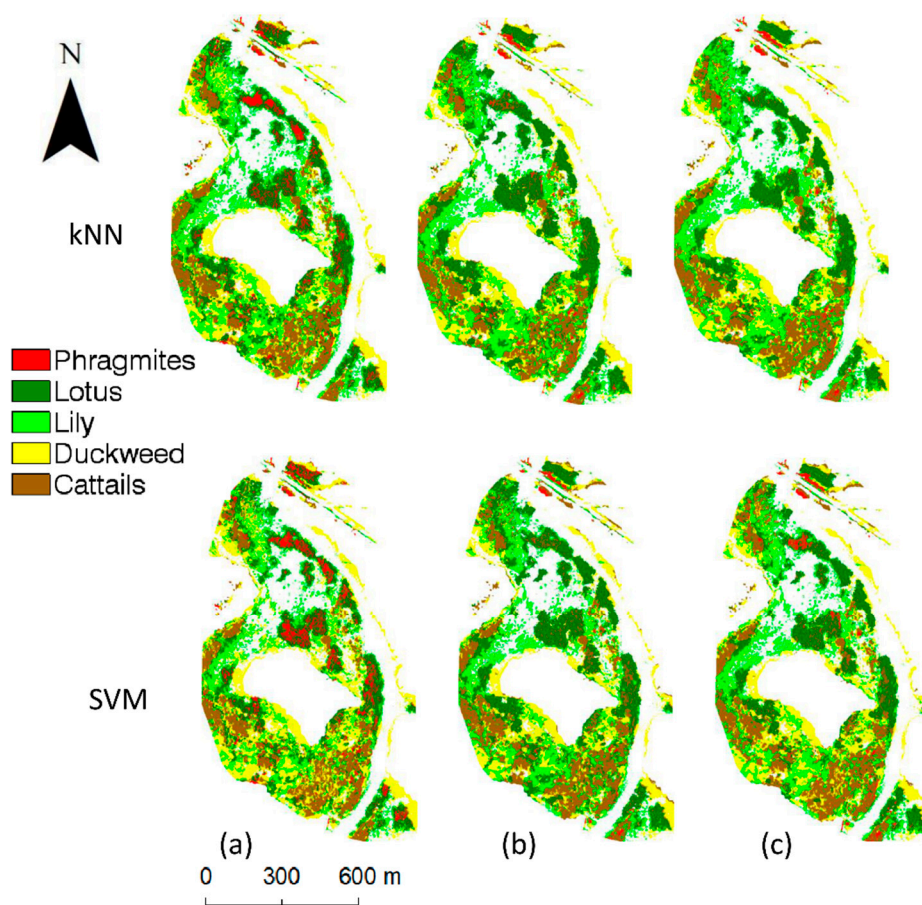 N
kNN
Phragmites
Lotus
Lily
Duckweed
Cattails
SVM
(a)
(b)
(c)
0 300 600 m